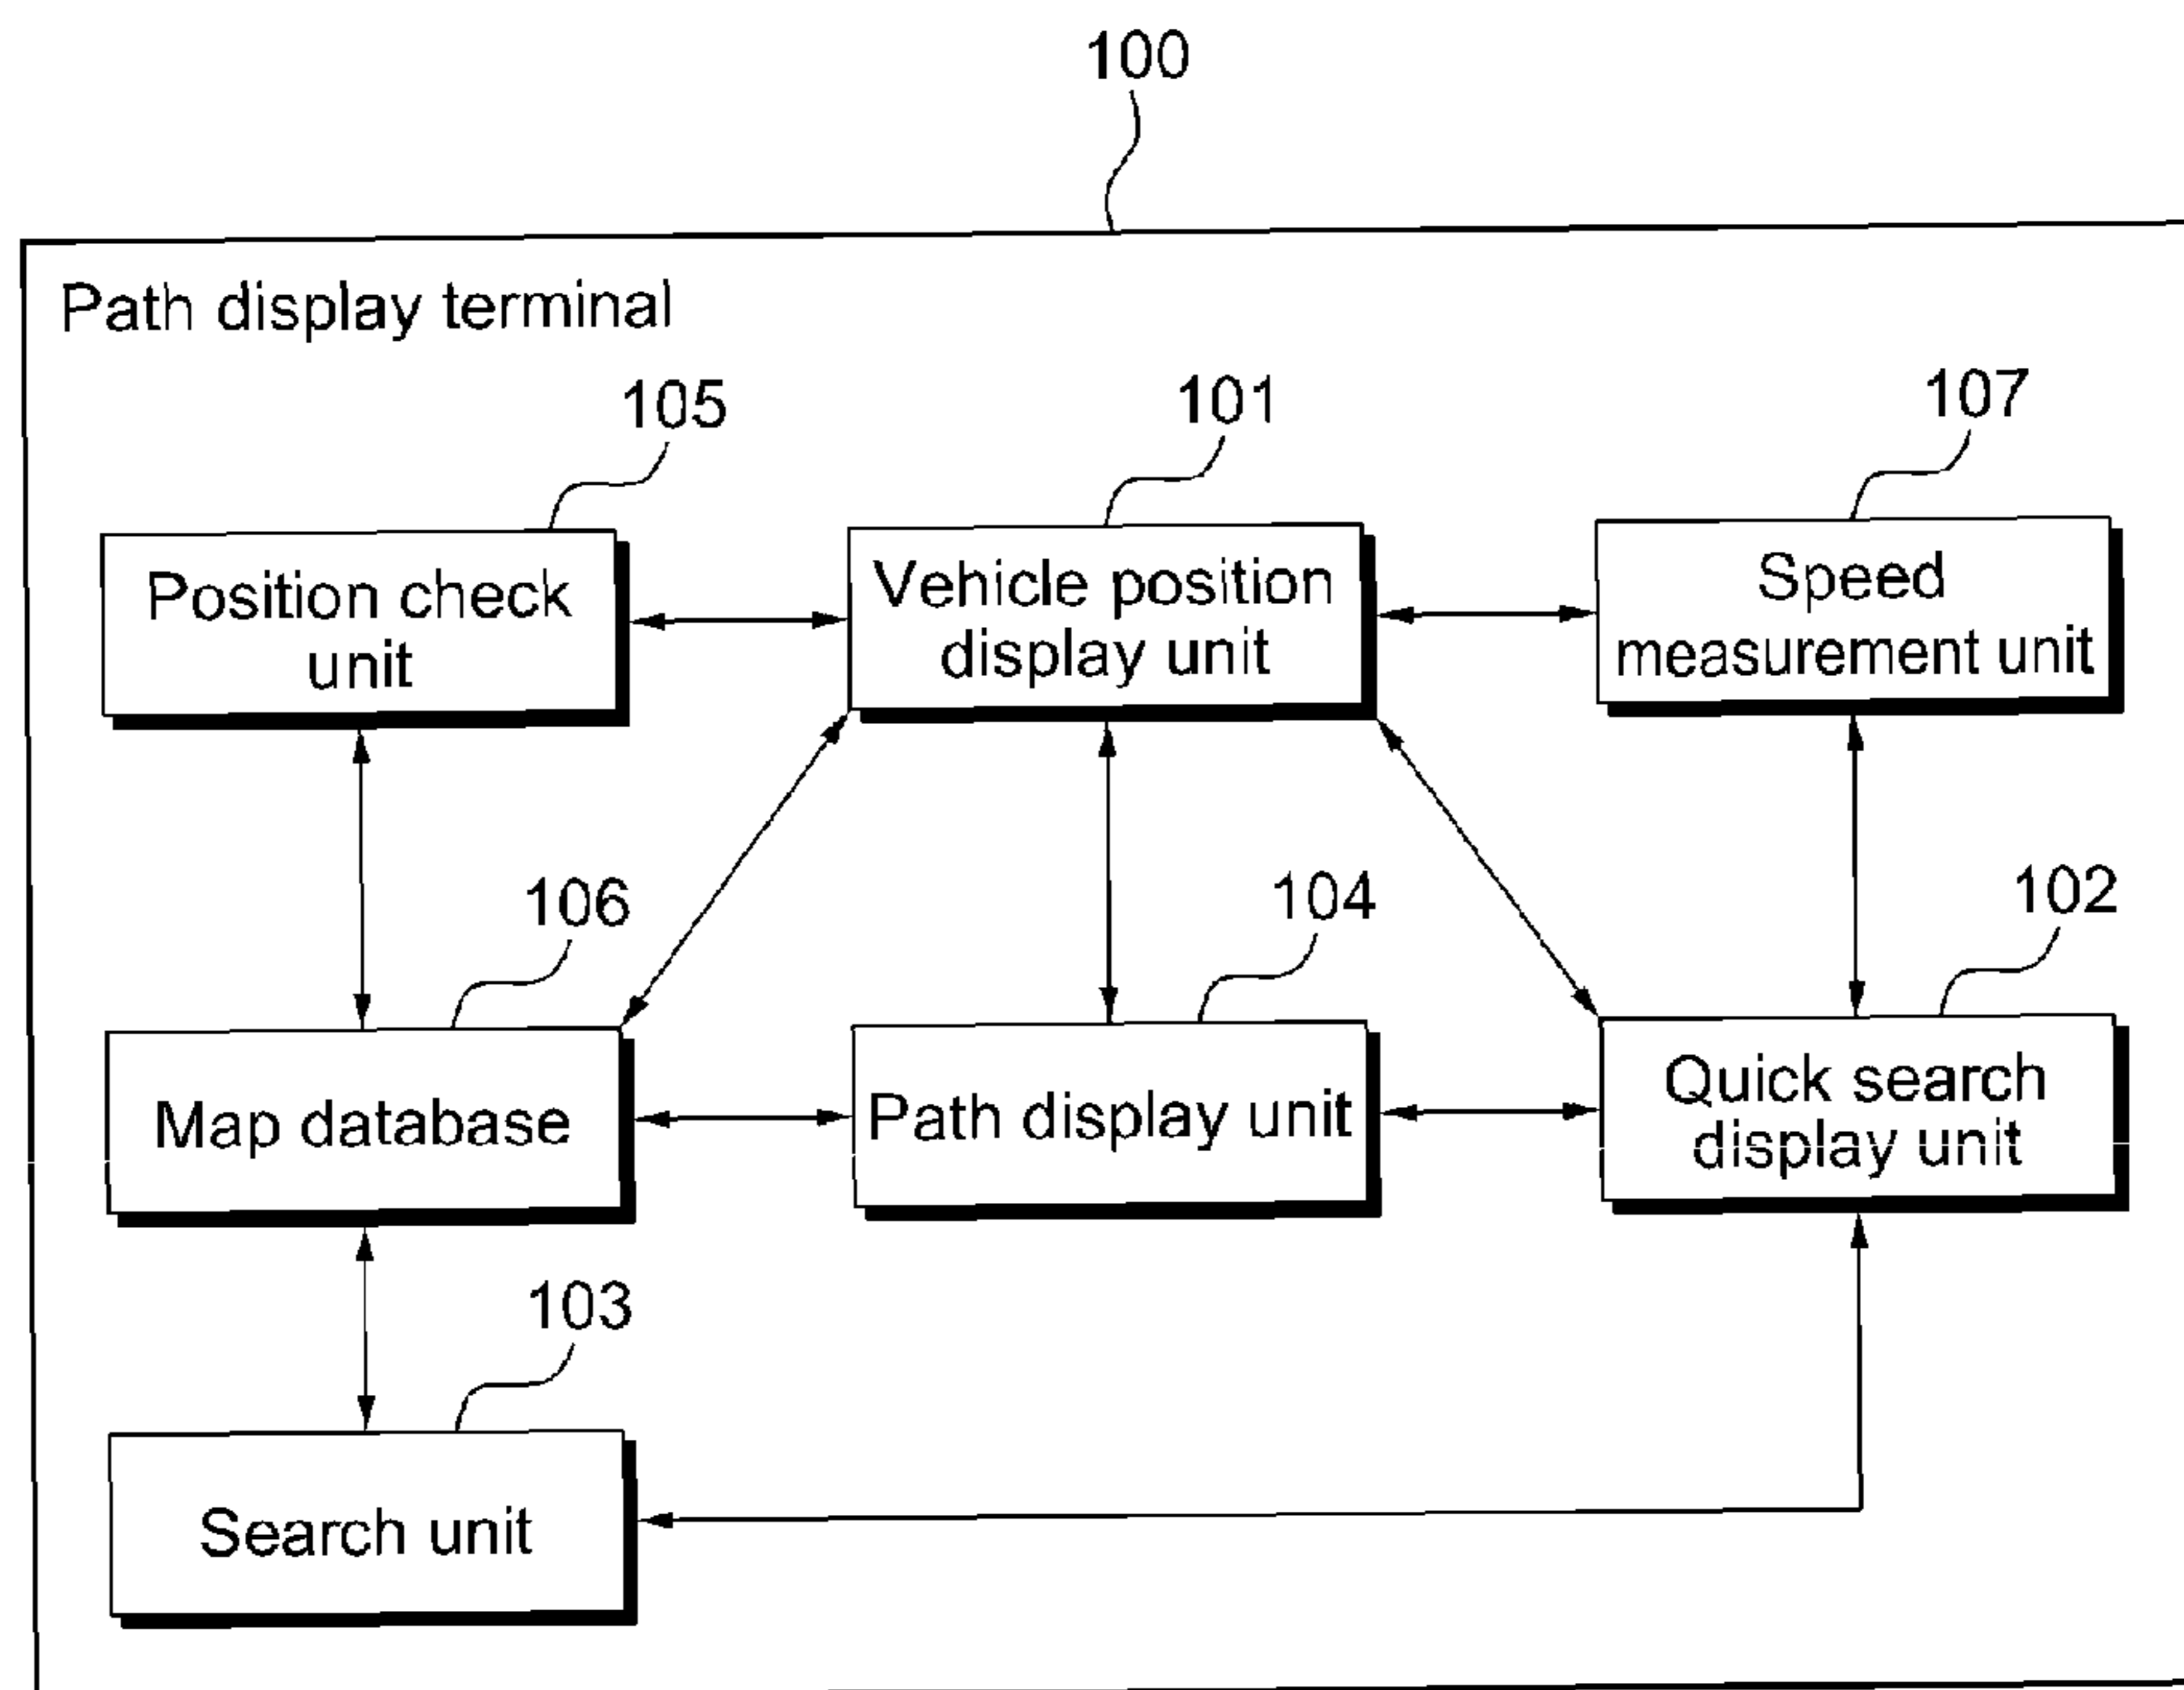 100
Path display terminal
105
101
107
Position check
unit
Vehicle position
display unit
Speed
measurement unit
106
104
102
Map database
Path display unit
Quick search
display unit
103
Search unit